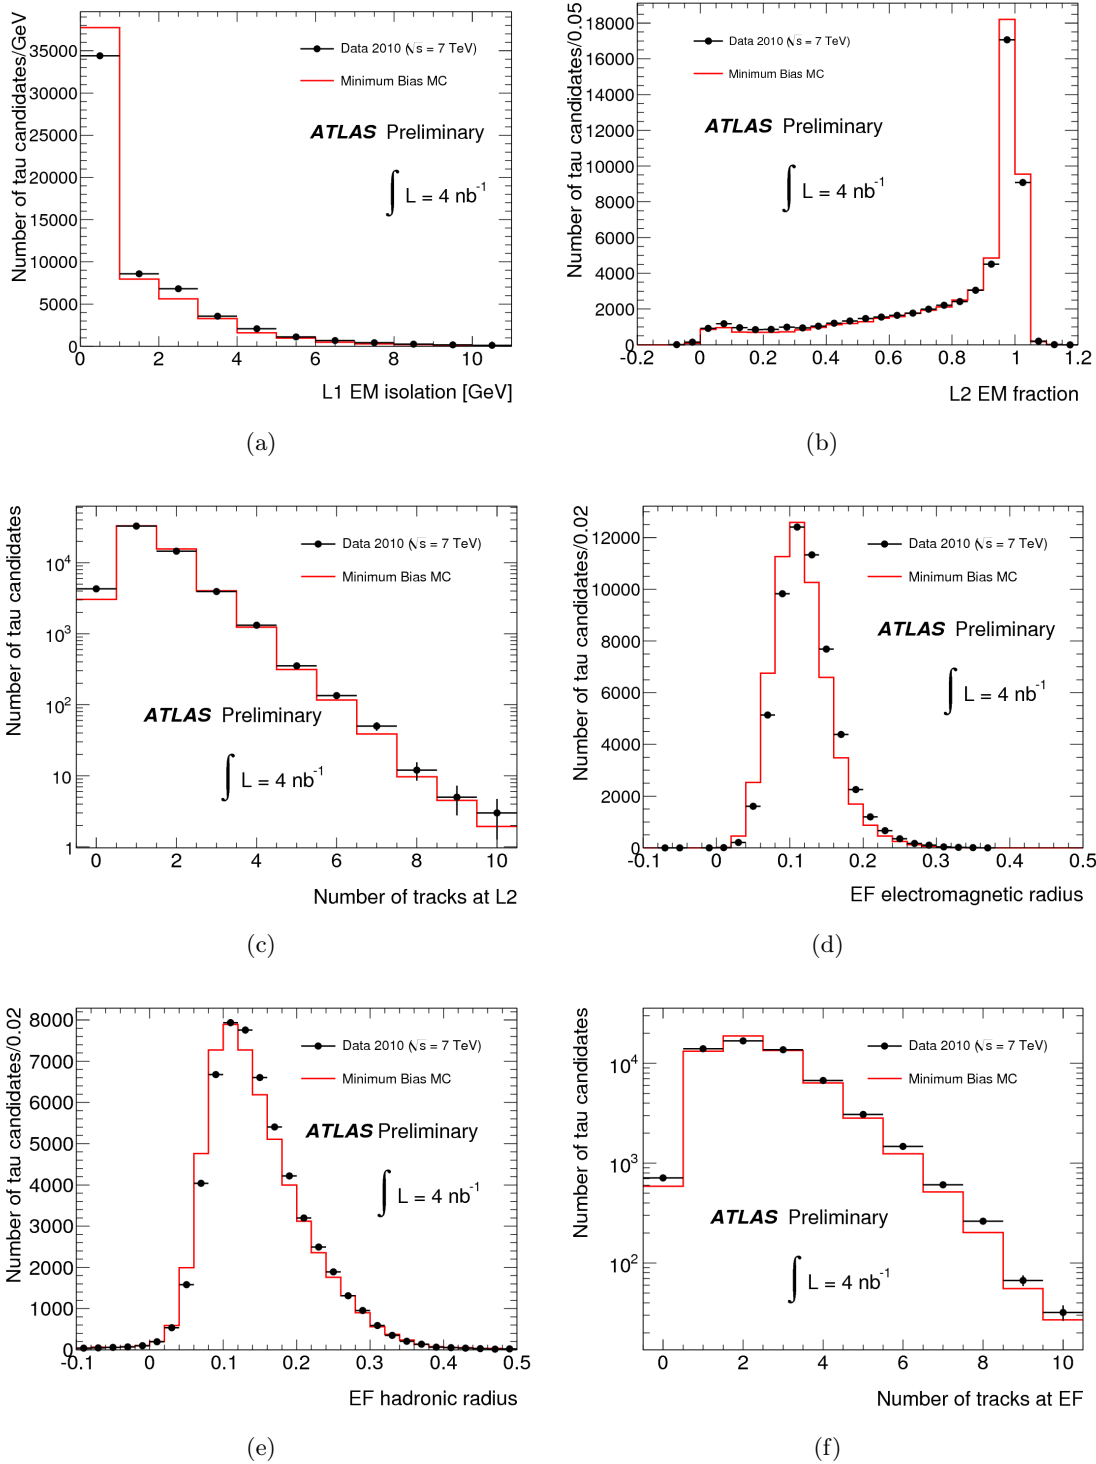 Number of tau candidates/GeV
35000
30000
25000
20000
15000
10000
5000
0
0 2 4 6 8 10
L1 EM isolation [GeV]
Data 2010 (√s = 7 TeV)
Minimum Bias MC
ATLAS Preliminary
∫ L = 4 nb-1
(a)
Number of tau candidates/0.05
18000
16000
14000
12000
10000
8000
6000
4000
2000
0
-0.2 0 0.2 0.4 0.6 0.8 1 1.2
L2 EM fraction
Data 2010 (√s = 7 TeV)
Minimum Bias MC
ATLAS Preliminary
∫ L = 4 nb-1
(b)
Number of tau candidates
10^4
10^3
10^2
10
1
0 2 4 6 8 10
Number of tracks at L2
Data 2010 (√s = 7 TeV)
Minimum Bias MC
ATLAS Preliminary
∫ L = 4 nb-1
(c)
Number of tau candidates/0.02
12000
10000
8000
6000
4000
2000
0
-0.1 0 0.1 0.2 0.3 0.4 0.5
EF electromagnetic radius
Data 2010 (√s = 7 TeV)
Minimum Bias MC
ATLAS Preliminary
∫ L = 4 nb-1
(d)
Number of tau candidates/0.02
8000
7000
6000
5000
4000
3000
2000
1000
0
-0.1 0 0.1 0.2 0.3 0.4 0.5
EF hadronic radius
Data 2010 (√s = 7 TeV)
Minimum Bias MC
ATLAS Preliminary
∫ L = 4 nb-1
(e)
Number of tau candidates
10^4
10^3
10^2
0 2 4 6 8 10
Number of tracks at EF
Data 2010 (√s = 7 TeV)
Minimum Bias MC
ATLAS Preliminary
∫ L = 4 nb-1
(f)